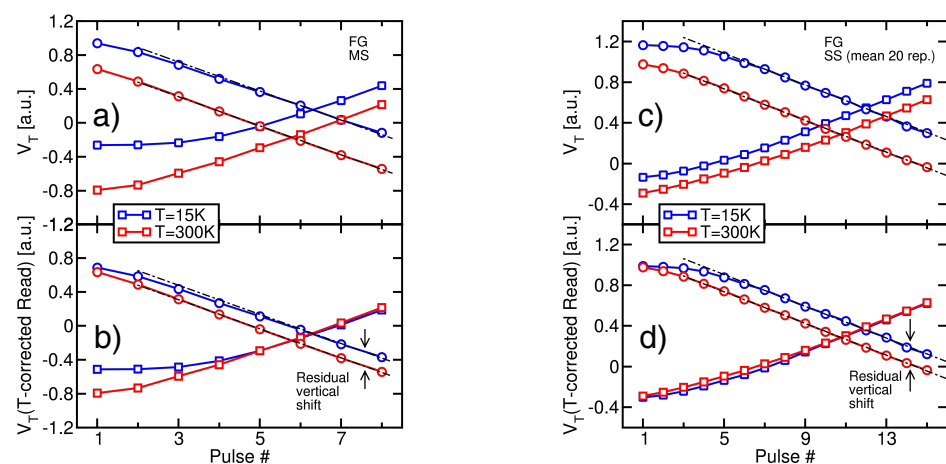 1.2
0.8
0.4
0
-0.4
-0.8
-1.2
V_T [a.u.]
a)
FG
MS
T=15K
T=300K
0.8
0.4
0
-0.4
-0.8
-1.2
V_T(T-corrected Read) [a.u.]
b)
Residual
vertical
shift
1 3 5 7
Pulse #
1.2
0.8
0.4
0
-0.4
V_T [a.u.]
c)
FG
SS (mean 20 rep.)
T=15K
T=300K
1.2
0.8
0.4
0
-0.4
V_T(T-corrected Read) [a.u.]
d)
Residual
vertical
shift
1 5 9 13
Pulse #